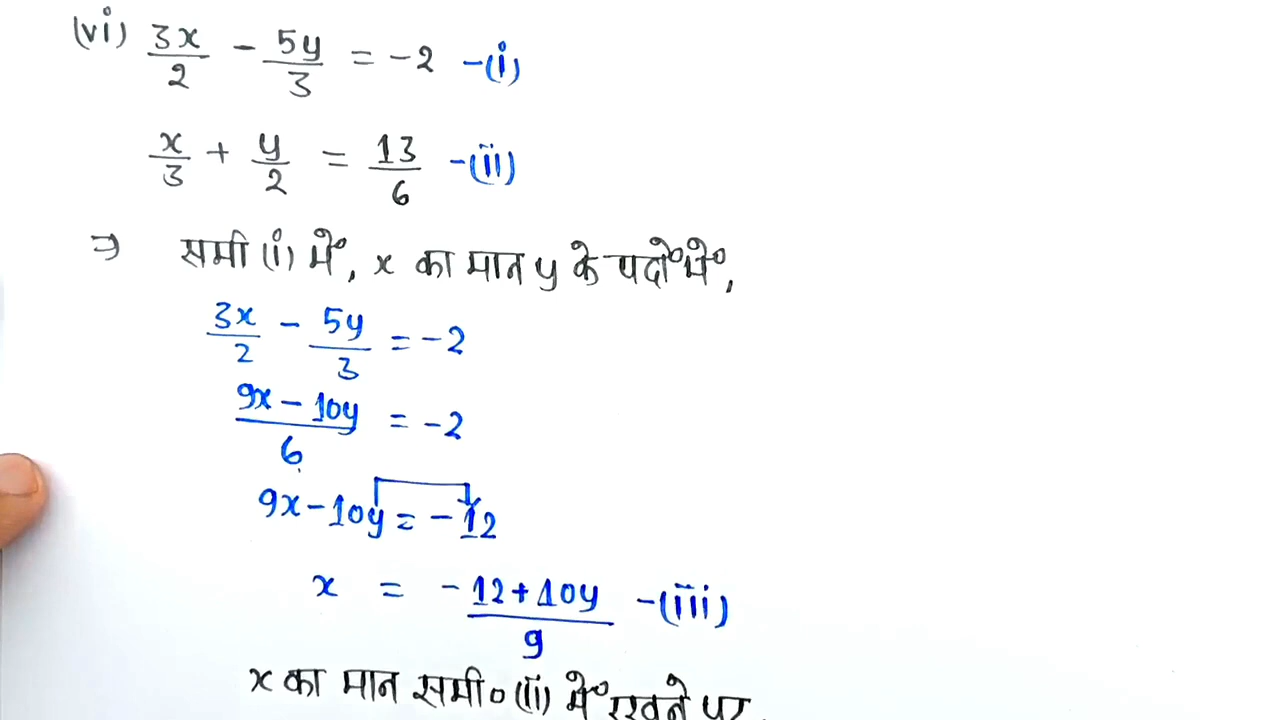 (vi) 3x/2 - 5y/3 = -2 -(i)
x/3 + y/2 = 13/6 -(ii)
⇒ समी (i) में, x का मान y के पदों में,
3x/2 - 5y/3 = -2
9x - 10y/6 = -2
9x - 10y = -12
x = -12+10y/9 -(iii)
x का मान समी० (ii) में रखने पर,